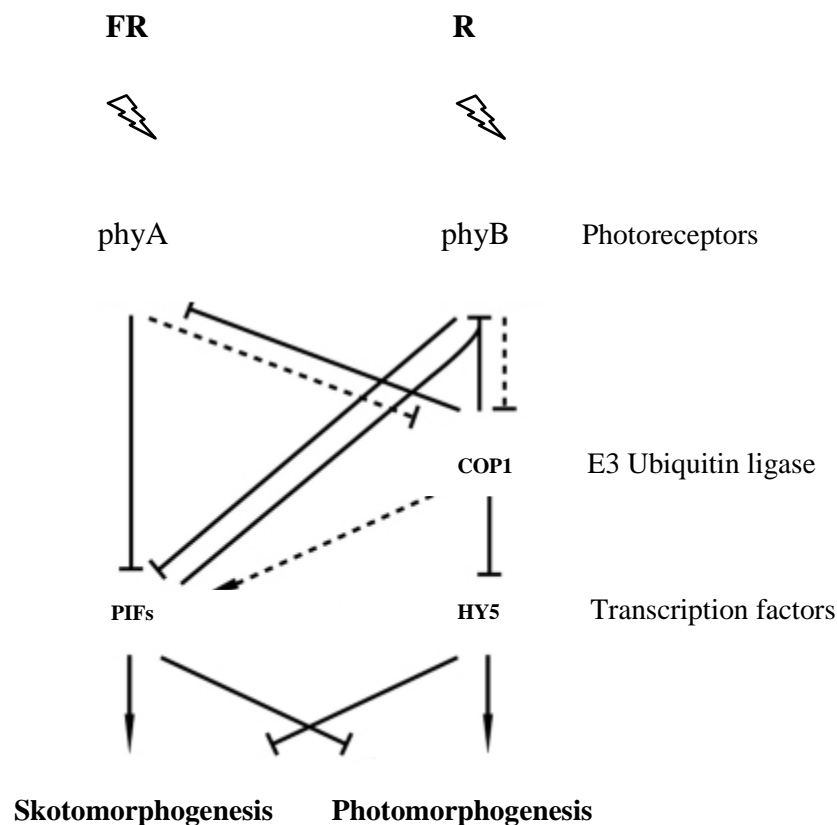 FR R
phyA phyB Photoreceptors
COP1 E3 Ubiquitin ligase
PIFs HY5 Transcription factors
Skotomorphogenesis Photomorphogenesis